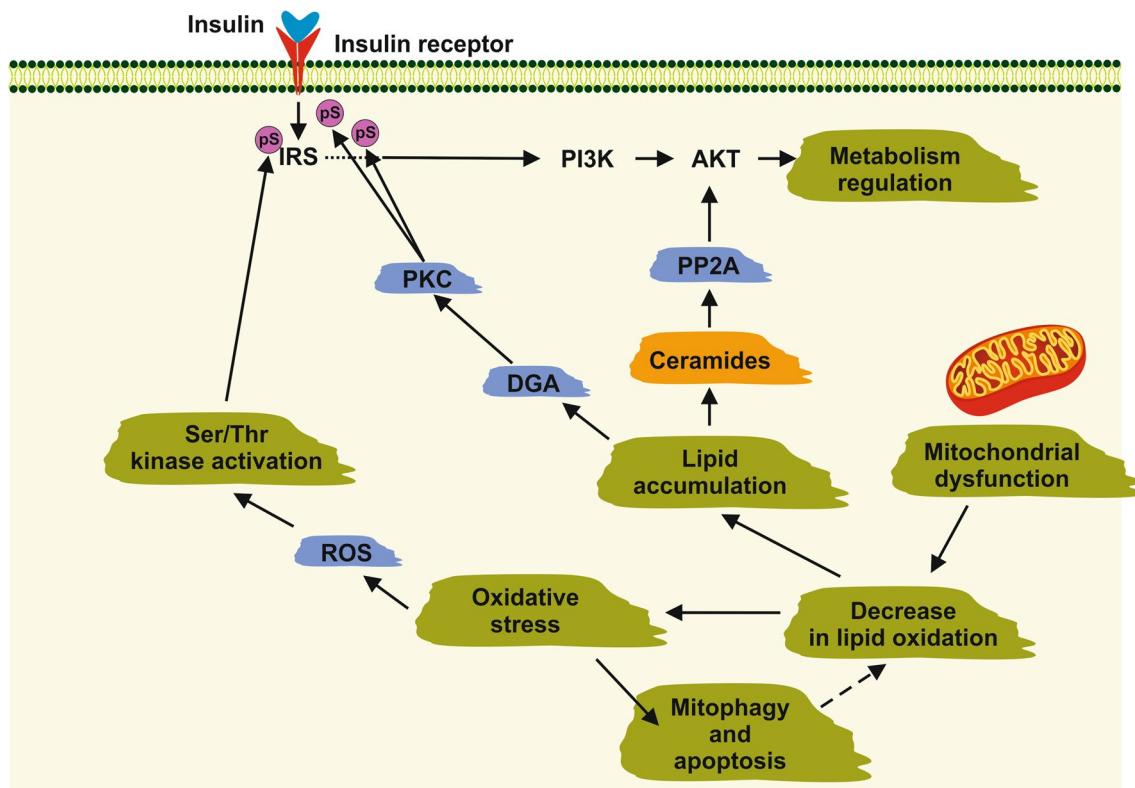 Insulin
Insulin receptor
pS
pS
pS
IRS
PI3K
AKT
Metabolism
regulation
PKC
PP2A
DGA
Ceramides
Ser/Thr
kinase activation
Lipid
accumulation
Mitochondrial
dysfunction
ROS
Oxidative
stress
Decrease
in lipid oxidation
Mitophagy
and
apoptosis